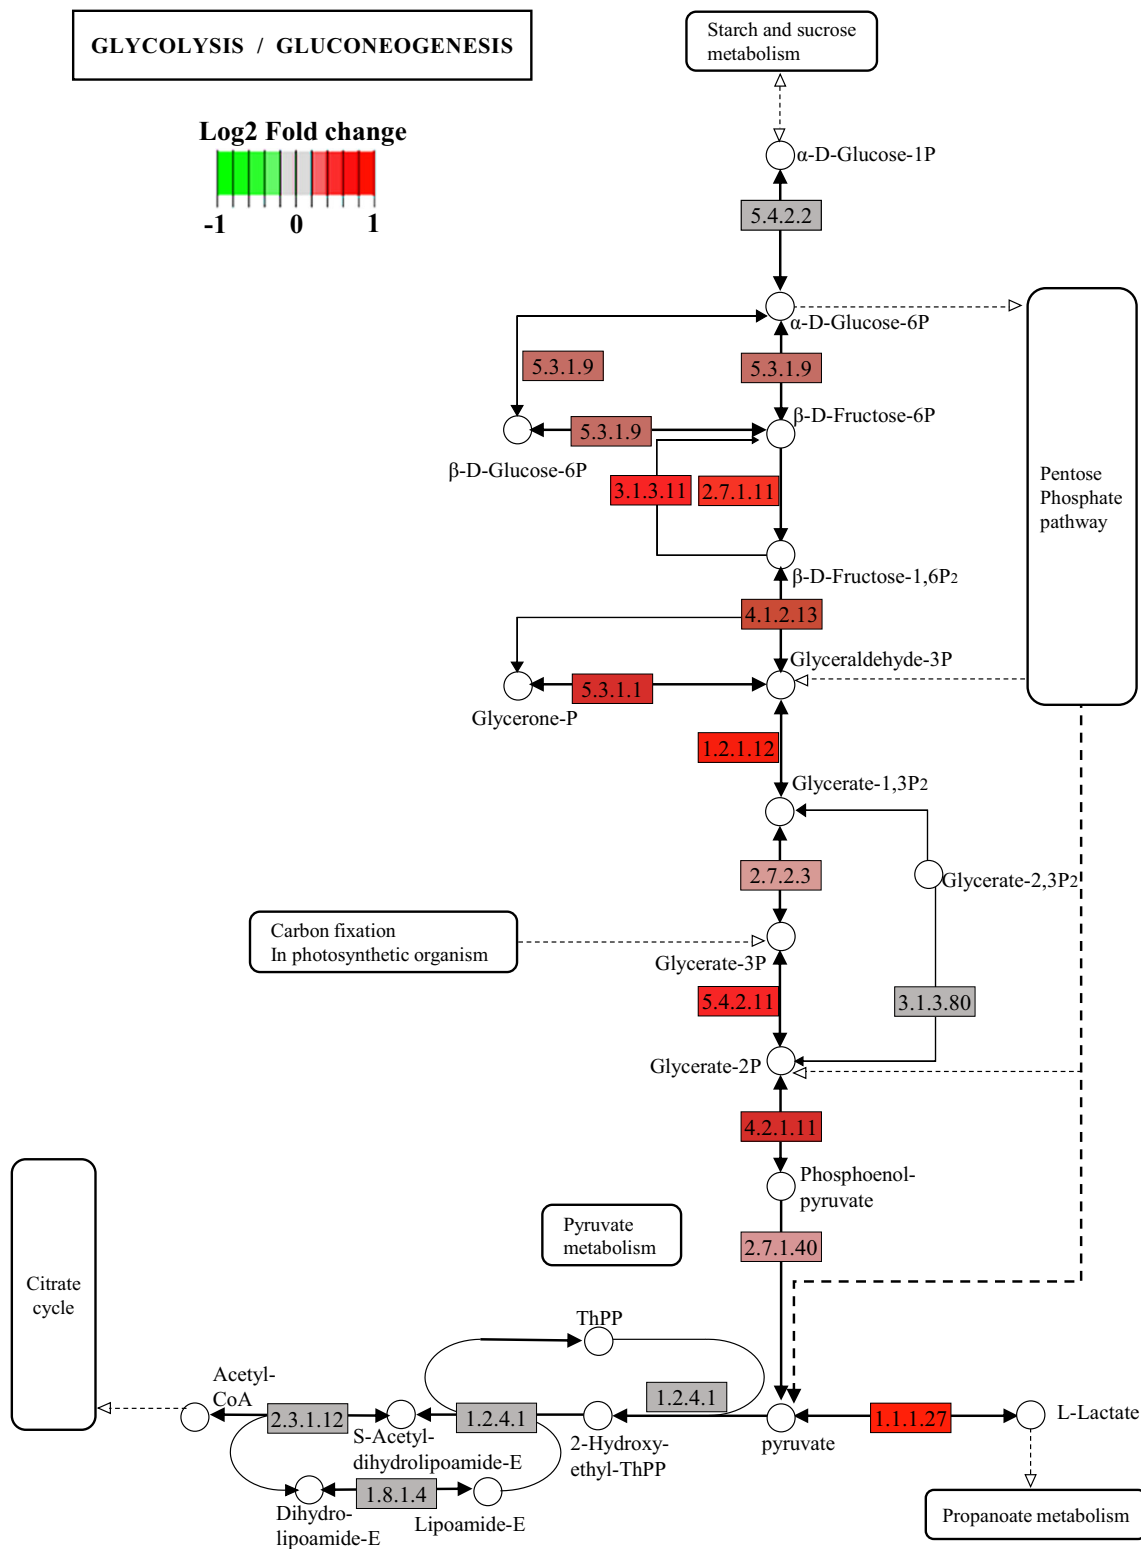 GLYCOLYSIS / GLUCONEOGENESIS
Starch and sucrose
metabolism
Log2 Fold change
-1 0 1
α-D-Glucose-1P
5.4.2.2
α-D-Glucose-6P
5.3.1.9
5.3.1.9
β-D-Fructose-6P
5.3.1.9
β-D-Glucose-6P
3.1.3.11
2.7.1.11
Pentose
Phosphate
pathway
β-D-Fructose-1,6P2
4.1.2.13
Glyceraldehyde-3P
5.3.1.1
Glycerone-P
1.2.1.12
Glycerate-1,3P2
2.7.2.3
Glycerate-2,3P2
Carbon fixation
In photosynthetic organism
Glycerate-3P
5.4.2.11
3.1.3.80
Glycerate-2P
4.2.1.11
Phosphoenol-
pyruvate
Pyruvate
metabolism
2.7.1.40
Citrate
cycle
ThPP
Acetyl-
CoA
2.3.1.12
S-Acetyl-
dihydrolipoamide-E
1.2.4.1
2-Hydroxy-
ethyl-ThPP
1.2.4.1
pyruvate
1.1.1.27
L-Lactate
1.8.1.4
Dihydro-
lipoamide-E
Lipoamide-E
Propanoate metabolism